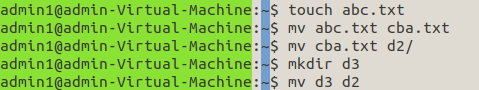 admin1@admin-Virtual-Machine:~$ touch abc.txt
admin1@admin-Virtual-Machine:~$ mv abc.txt cba.txt
admin1@admin-Virtual-Machine:~$ mv cba.txt d2/
admin1@admin-Virtual-Machine:~$ mkdir d3
admin1@admin-Virtual-Machine:~$ mv d3 d2